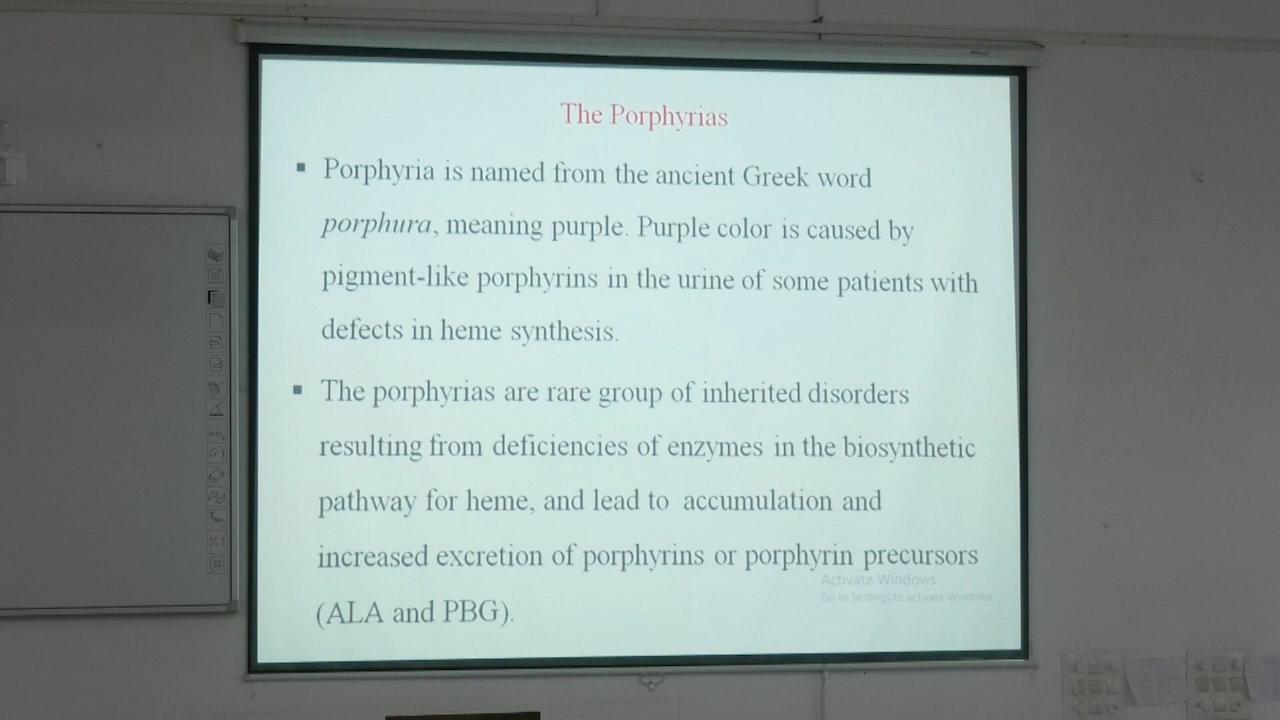 The Porphyrias
▪ Porphyria is named from the ancient Greek word
porphura, meaning purple. Purple color is caused by
pigment-like porphyrins in the urine of some patients with
defects in heme synthesis.
▪ The porphyrias are rare group of inherited disorders
resulting from deficiencies of enzymes in the biosynthetic
pathway for heme, and lead to accumulation and
increased excretion of porphyrins or porphyrin precursors
(ALA and PBG).
Activate Windows
Go to Settings to activate Windows.